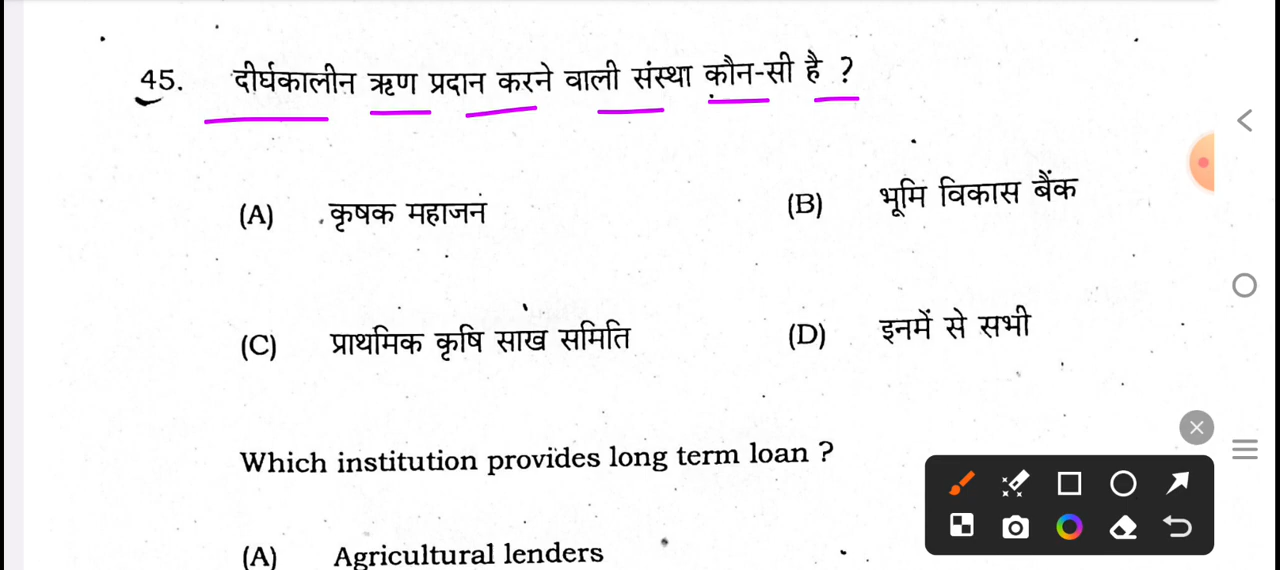 45. दीर्घकालीन ऋण प्रदान करने वाली संस्था कौन-सी है ?
(A) कृषक महाजन (B) भूमि विकास बैंक
(C) प्राथमिक कृषि साख समिति (D) इनमें से सभी
Which institution provides long term loan ?
(A) Agricultural lenders